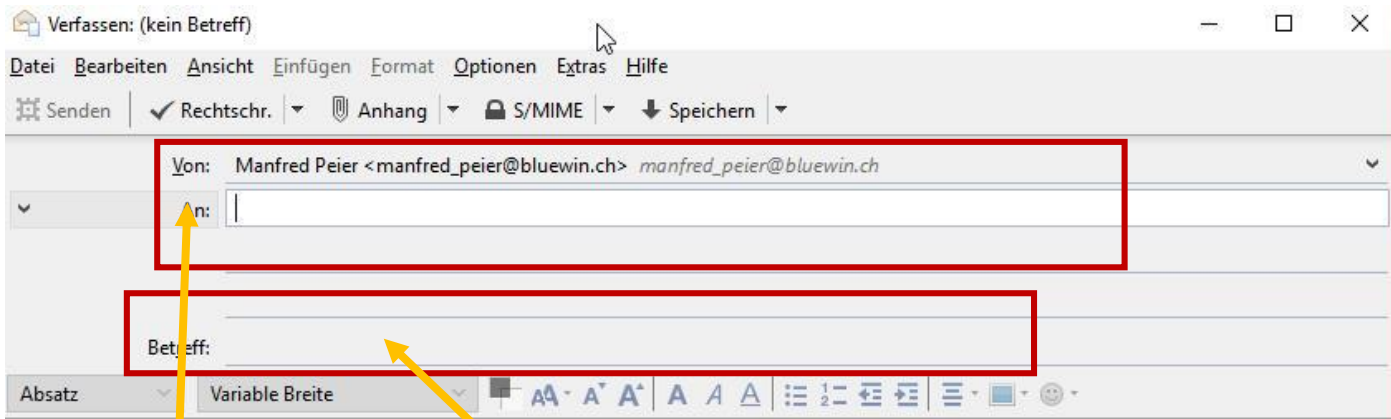 Verfassen: (kein Betreff)
Datei Bearbeiten Ansicht Einfügen Format Optionen Extras Hilfe
Senden Rechtschr. Anhang S/MIME Speichern
Von: Manfred Peier <manfred_peier@bluewin.ch> manfred_peier@bluewin.ch
An:
Betreff:
Absatz Variable Breite